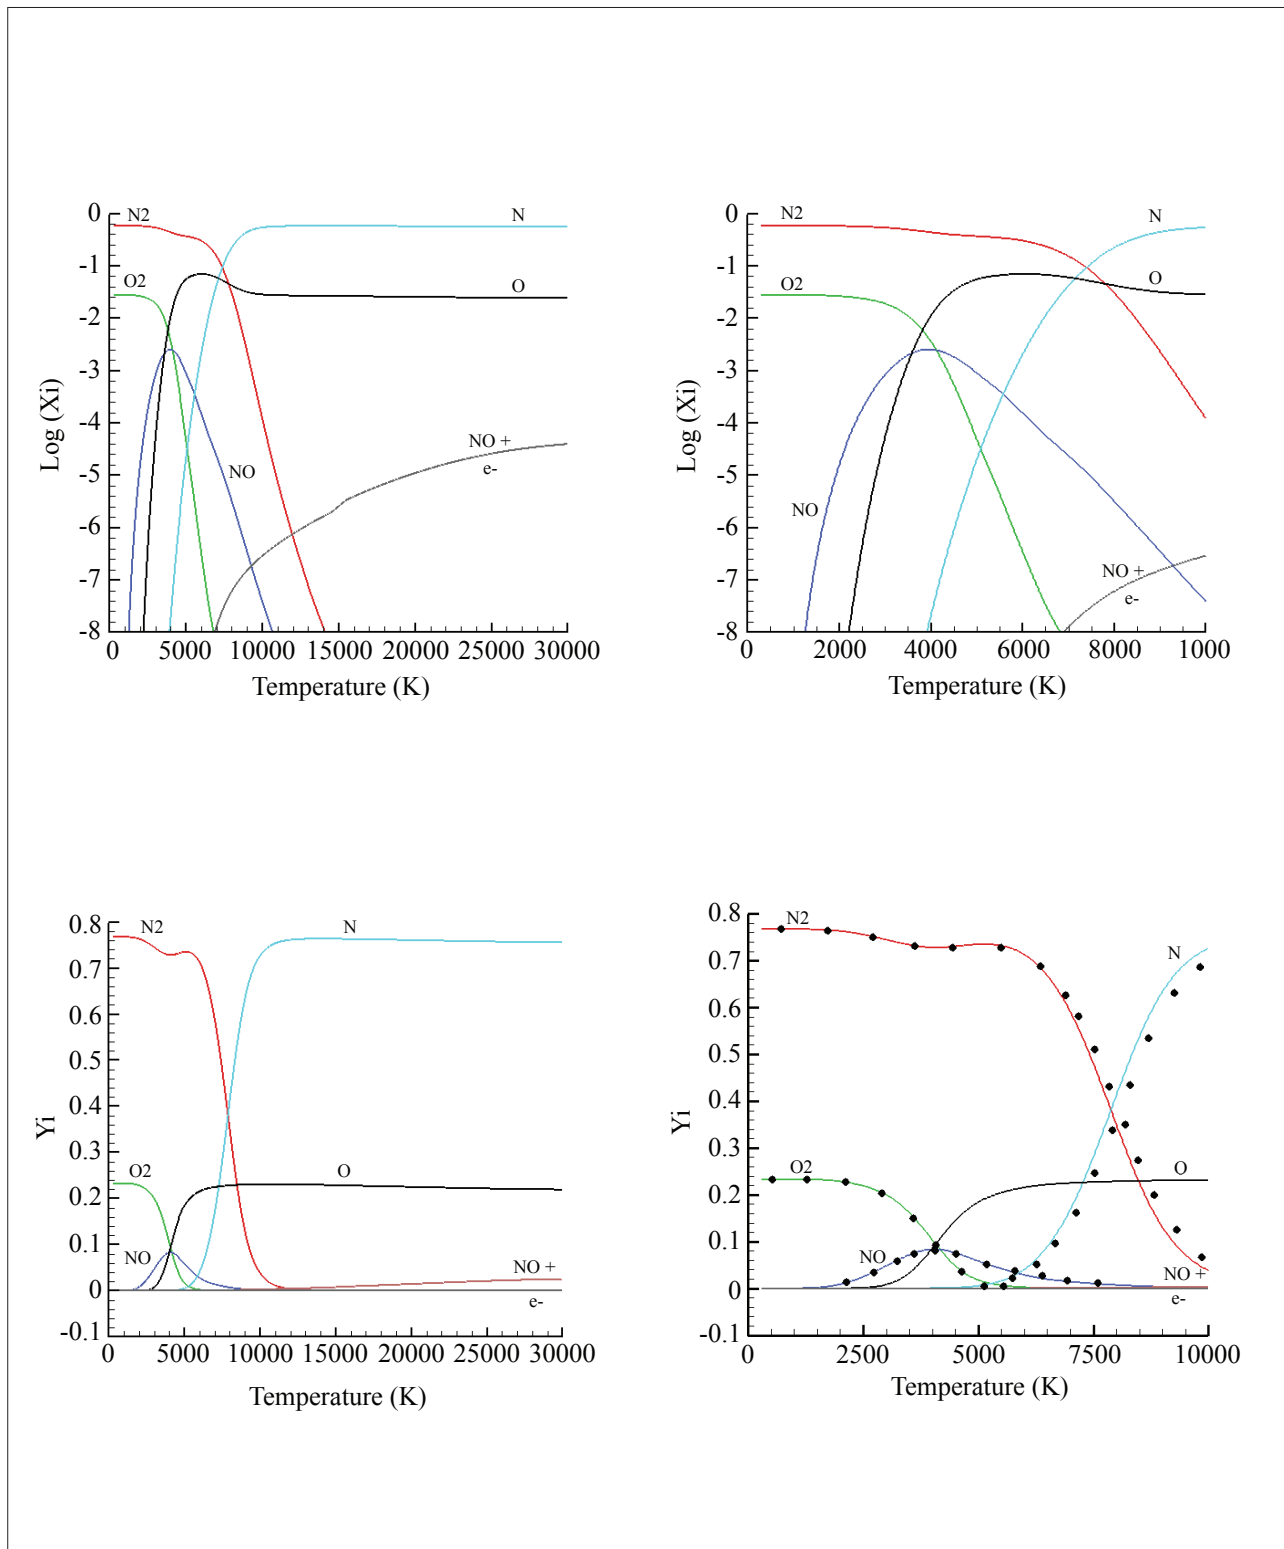 0
-1
-2
-3
-4
-5
-6
-7
-8
Log (Xi)
N2
O2
N
O
NO
NO +
e-
0 5000 10000 15000 20000 25000 30000
Temperature (K)
0
-1
-2
-3
-4
-5
-6
-7
-8
Log (Xi)
N2
O2
N
O
NO
NO +
e-
0 2000 4000 6000 8000 1000
Temperature (K)
0.8
0.7
0.6
0.5
0.4
0.3
0.2
0.1
0
-0.1
Yi
N2
N
O2
O
NO
NO +
e-
0 5000 10000 15000 20000 25000 30000
Temperature (K)
0.8
0.7
0.6
0.5
0.4
0.3
0.2
0.1
0
-0.1
Yi
N2
N
O2
O
NO
NO +
e-
0 2500 5000 7500 10000
Temperature (K)